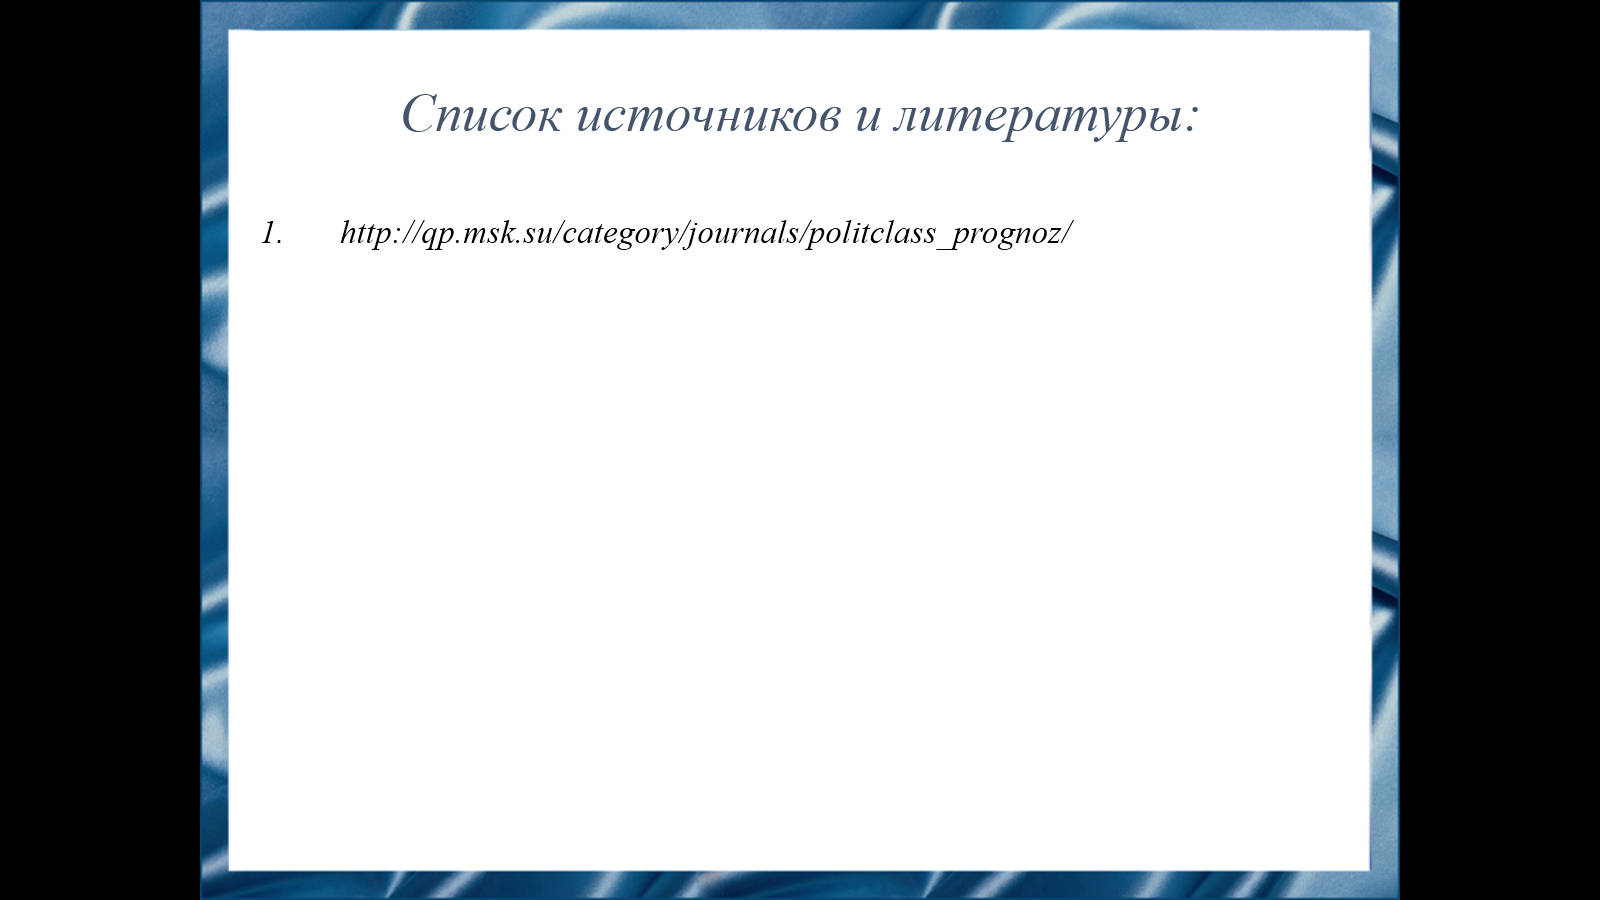 Список источников и литературы:
1. http://qp.msk.su/category/journals/politclass_prognoz/